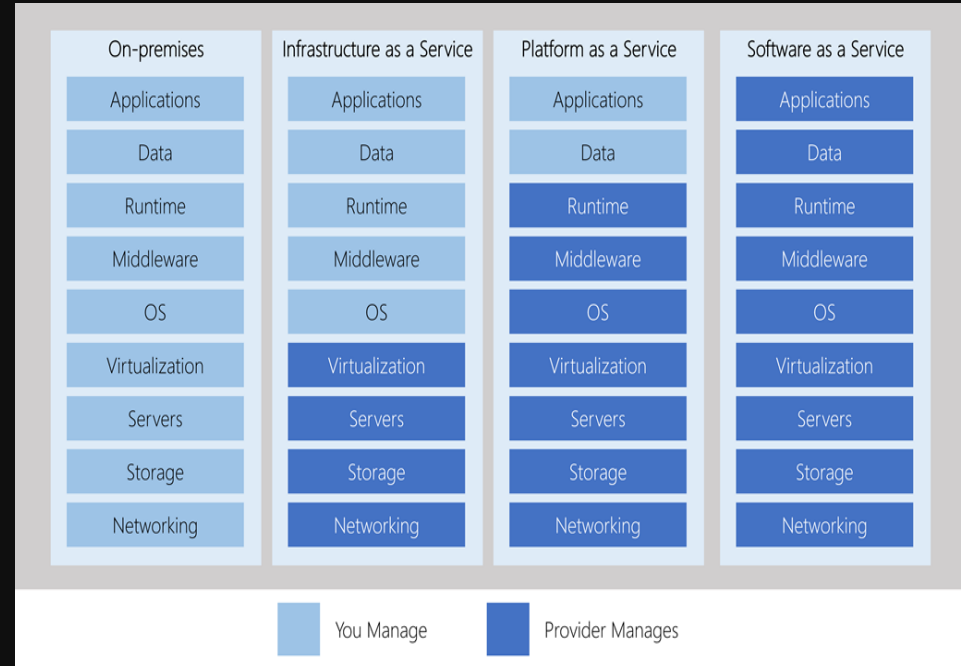 On-premises
Applications
Data
Runtime
Middleware
OS
Virtualization
Servers
Storage
Networking
Infrastructure as a Service
Applications
Data
Runtime
Middleware
OS
Virtualization
Servers
Storage
Networking
Platform as a Service
Applications
Data
Runtime
Middleware
OS
Virtualization
Servers
Storage
Networking
Software as a Service
Applications
Data
Runtime
Middleware
OS
Virtualization
Servers
Storage
Networking
You Manage
Provider Manages